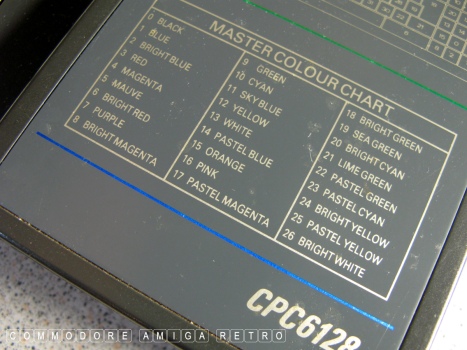 MASTER COLOUR CHART
0 BLACK
1 BLUE
2 BRIGHT BLUE
3 RED
4 MAGENTA
5 MAUVE
6 BRIGHT RED
7 PURPLE
8 BRIGHT MAGENTA
9 GREEN
10 CYAN
11 SKY BLUE
12 YELLOW
13 WHITE
14 PASTEL BLUE
15 ORANGE
16 PINK
17 PASTEL MAGENTA
18 BRIGHT GREEN
19 SEA GREEN
20 BRIGHT CYAN
21 LIME GREEN
22 PASTEL GREEN
23 PASTEL CYAN
24 BRIGHT YELLOW
25 PASTEL YELLOW
26 BRIGHT WHITE
CPC6128
COMMODORE AMIGA RETRO